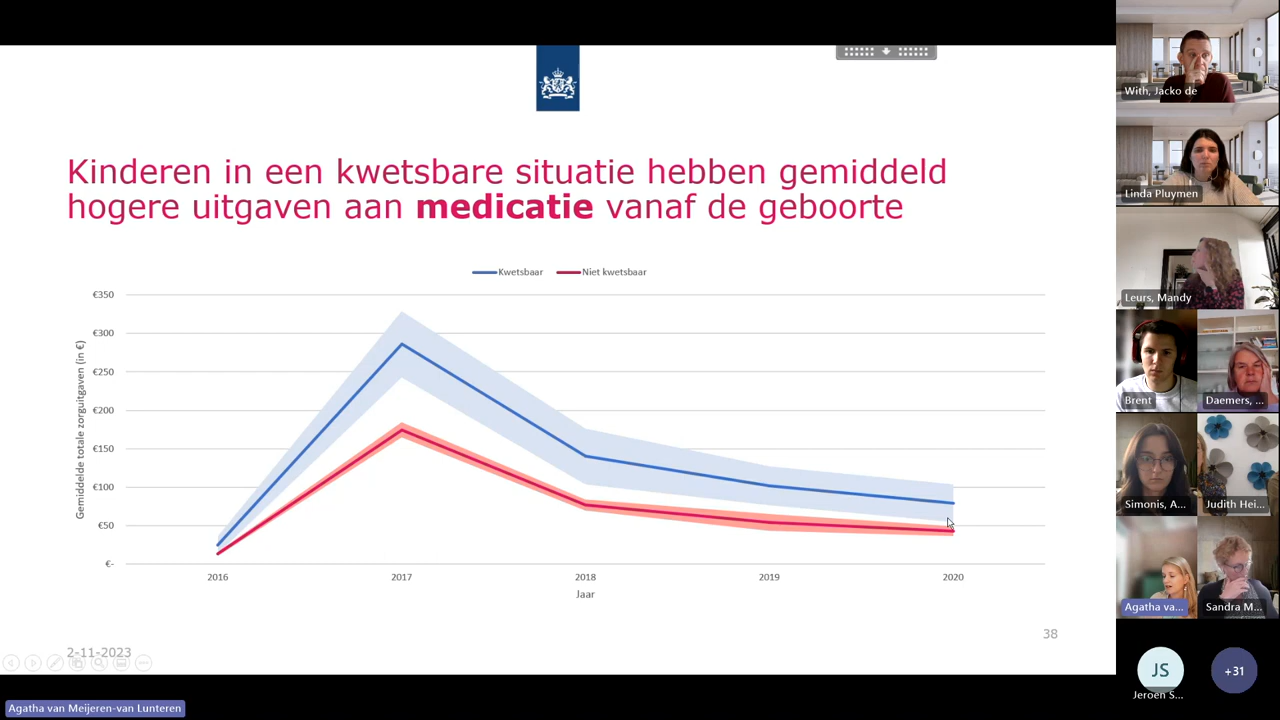 Kinderen in een kwetsbare situatie hebben gemiddeld
hogere uitgaven aan medicatie vanaf de geboorte
Kwetsbaar
Niet kwetsbaar
Gemiddelde totale zorguitgaven (in €)
€350
€300
€250
€200
€150
€100
€50
€-
2016
2017
2018
2019
2020
Jaar
38
2-11-2023
Agatha van Meijeren-van Lunteren
With, Jacko de
Linda Pluymen
Leurs, Mandy
Brent
Daemers, ...
Simonis, A...
Judith Hei...
Agatha va...
Sandra M...
JS
Jeroen S...
+31